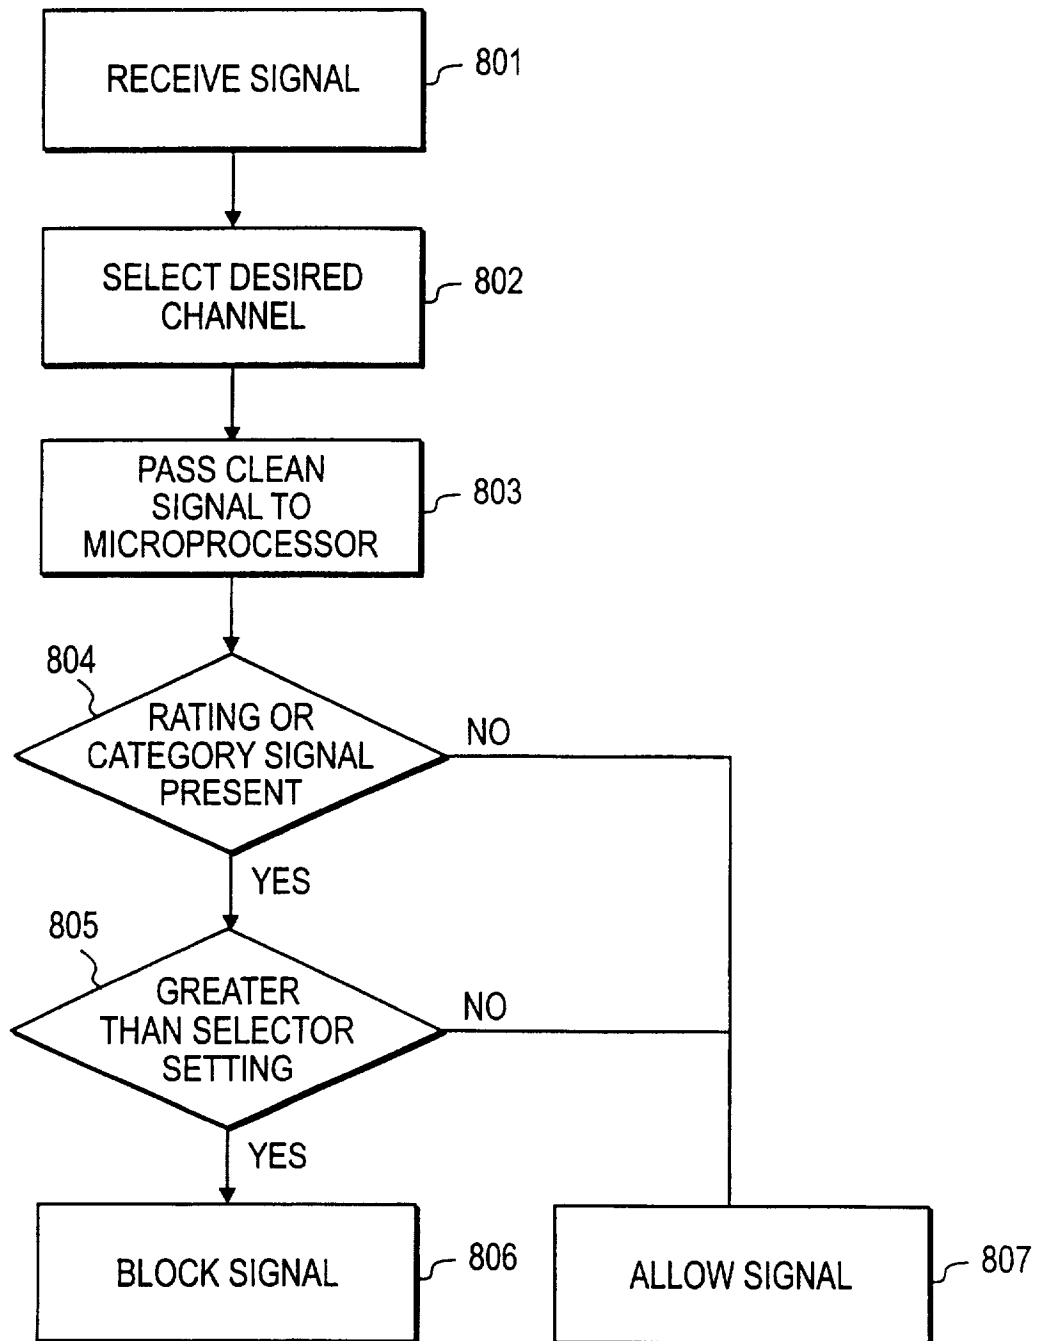 RECEIVE SIGNAL
801
SELECT DESIRED
CHANNEL
802
PASS CLEAN
SIGNAL TO
MICROPROCESSOR
803
804
RATING OR
CATEGORY SIGNAL
PRESENT
NO
YES
805
GREATER
THAN SELECTOR
SETTING
NO
YES
BLOCK SIGNAL
806
ALLOW SIGNAL
807